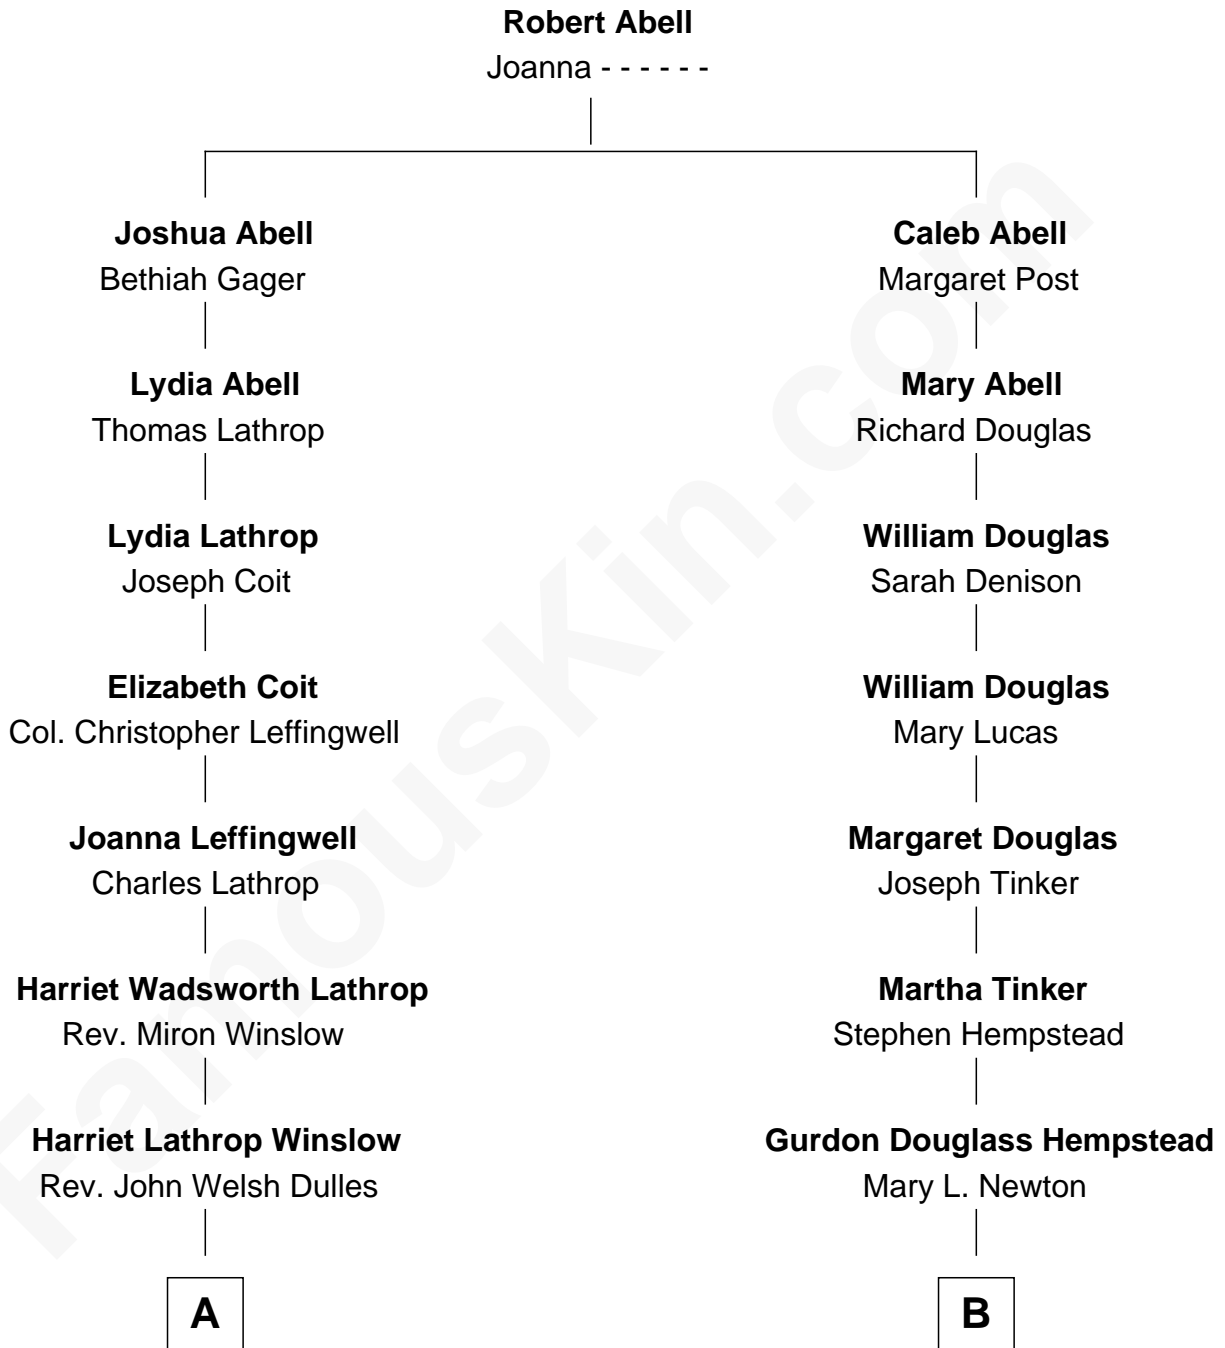 Robert Abell
Joanna - - - - - -
Joshua Abell
Bethiah Gager
Caleb Abell
Margaret Post
Lydia Abell
Thomas Lathrop
Mary Abell
Richard Douglas
Lydia Lathrop
Joseph Coit
William Douglas
Sarah Denison
Elizabeth Coit
Col. Christopher Leffingwell
William Douglas
Mary Lucas
Joanna Leffingwell
Charles Lathrop
Margaret Douglas
Joseph Tinker
Harriet Wadsworth Lathrop
Rev. Miron Winslow
Martha Tinker
Stephen Hempstead
Harriet Lathrop Winslow
Rev. John Welsh Dulles
Gurdon Douglass Hempstead
Mary L. Newton
A
B
FamousKin.com